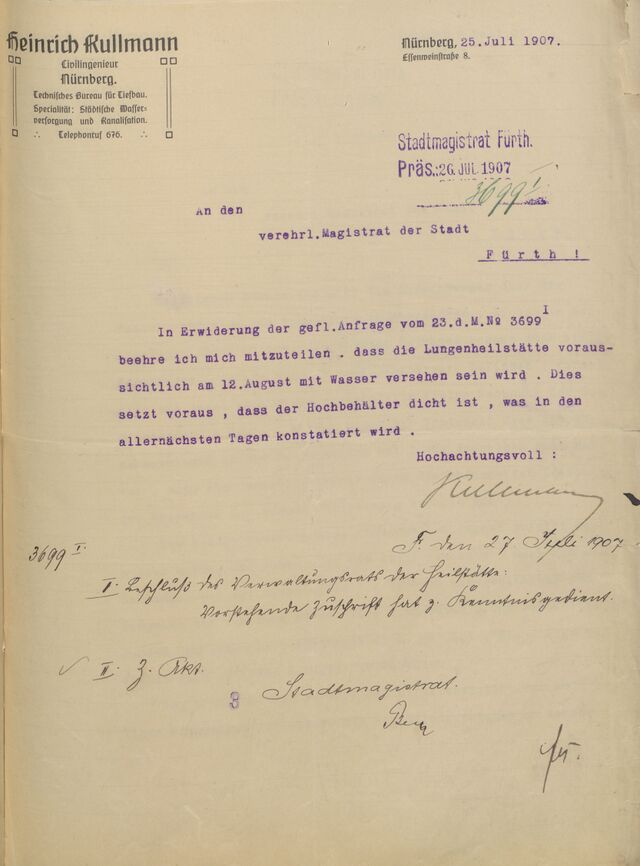 Heinrich Kullmann
Civilingenieur
Nürnberg.
Technisches Bureau für Tiefbau.
Specialität: Städtische Wasser-
versorgung und Kanalisation.
Telephonruf 676.
Nürnberg, 25. Juli 1907.
Essenweinstraße 8.
Stadtmagistrat Fürth.
Präs.: 26. JUL. 1907
3699 I
An den
verehrl. Magistrat der Stadt
Fürth !
In Erwiderung der gefl. Anfrage vom 23.d.M. No 3699 I
beehre ich mich mitzuteilen . dass die Lungenheilstätte voraus-
sichtlich am 12.August mit Wasser versehen sein wird . Dies
setzt voraus , dass der Hochbehälter dicht ist , was in den
allernächsten Tagen konstatiert wird .
Hochachtungsvoll :
Kullmann
3699 I.
F. den 27 Juli 1907
I. Beschluß des Verwaltungsrats der Heilstätte:
Vorstehende Zuschrift hat z. Kenntnis gedient.
II. Z. Akt.
3
Stadtmagistrat.